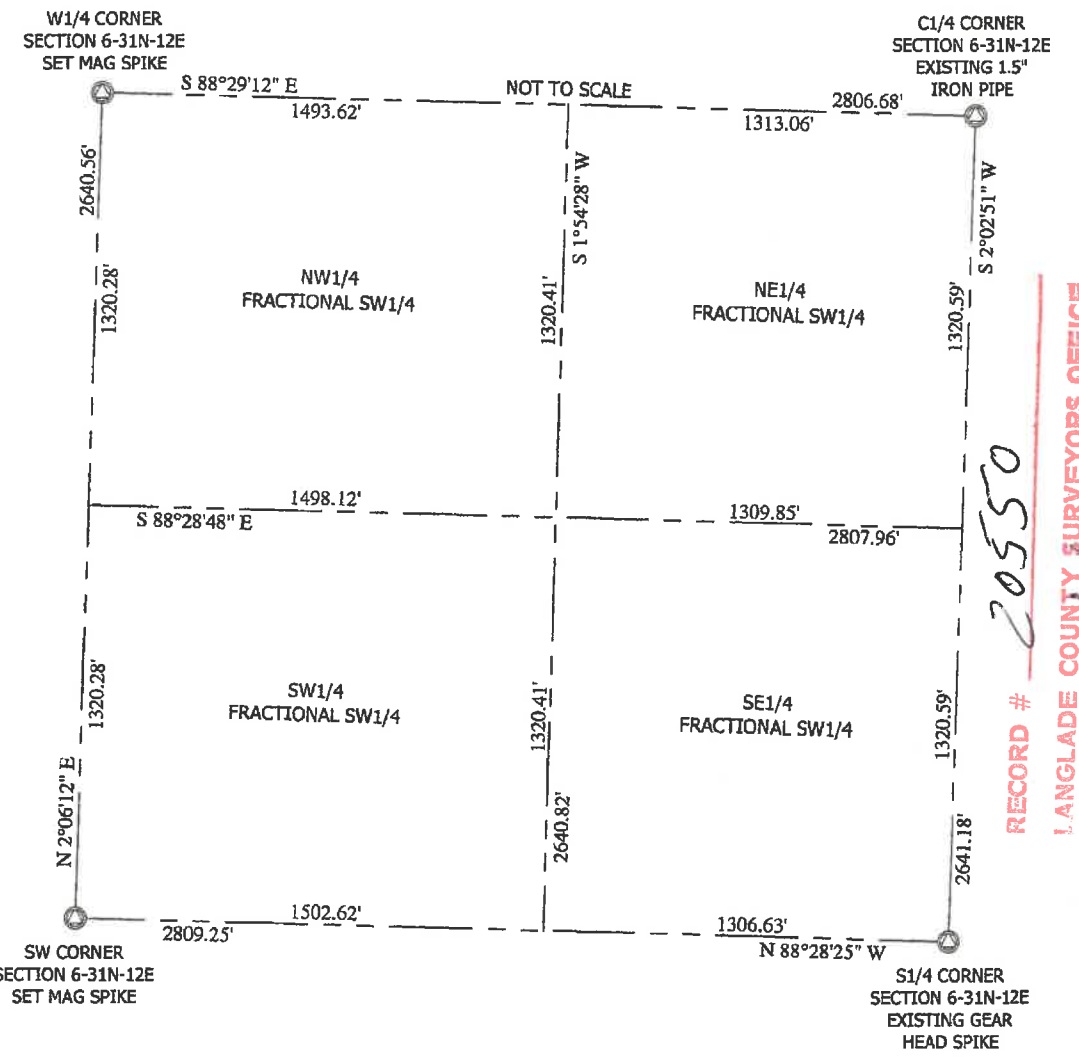 W1/4 CORNER
SECTION 6-31N-12E
SET MAG SPIKE
C1/4 CORNER
SECTION 6-31N-12E
EXISTING 1.5"
IRON PIPE
S 88°29'12" E
NOT TO SCALE
2806.68'
1493.62'
1313.06'
2640.56'
S 1°54'28" W
S 2°02'51" W
1320.28'
NW1/4
FRACTIONAL SW1/4
1320.41'
NE1/4
FRACTIONAL SW1/4
1320.59'
1498.12'
S 88°28'48" E
1309.85'
2807.96'
1320.28'
SW1/4
FRACTIONAL SW1/4
1320.41'
SE1/4
FRACTIONAL SW1/4
1320.59'
N 2°06'12" E
2640.82'
2641.18'
1502.62'
2809.25'
1306.63'
N 88°28'25" W
SW CORNER
SECTION 6-31N-12E
SET MAG SPIKE
S1/4 CORNER
SECTION 6-31N-12E
EXISTING GEAR
HEAD SPIKE
RECORD # 20550
LANGLADE COUNTY SURVEYORS OFFICE